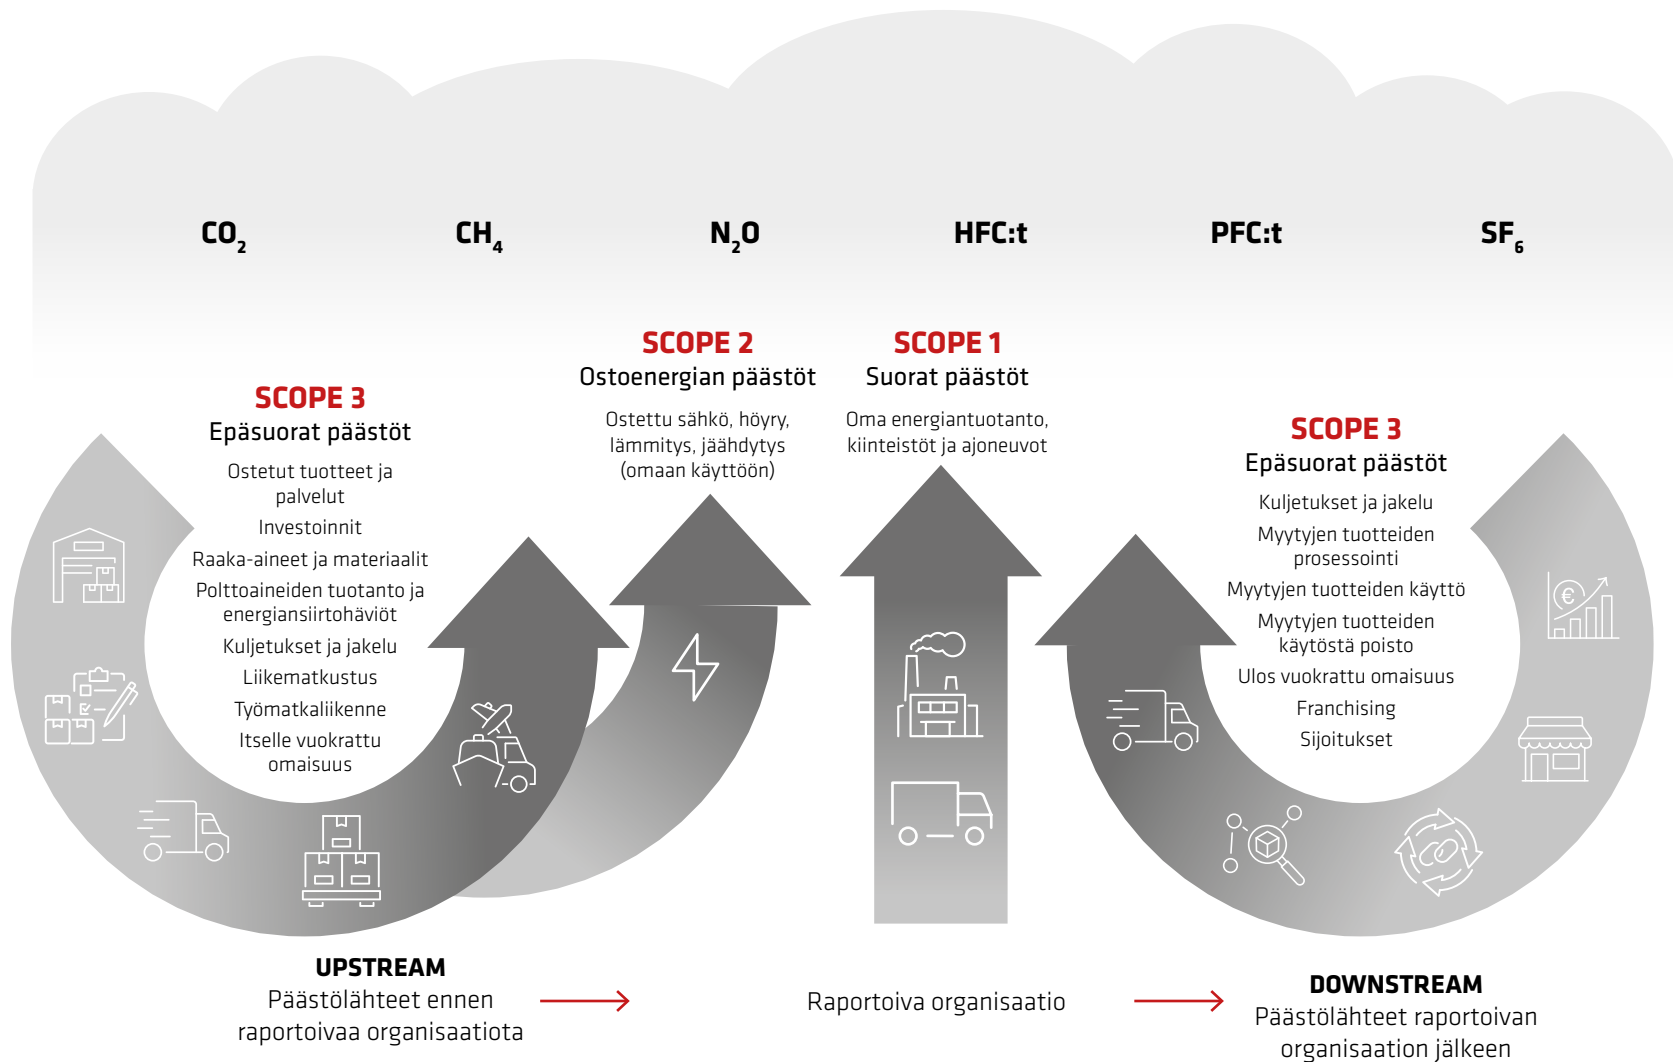 CO₂ CH₄ N₂O HFC:t PFC:t SF₆
SCOPE 3
Epäsuorat päästöt
Ostetut tuotteet ja
palvelut
Investoinnit
Raaka-aineet ja materiaalit
Polttoaineiden tuotanto ja
energiansiirtohäviöt
Kuljetukset ja jakelu
Liikematkustus
Työmatkaliikenne
Itselle vuokrattu
omaisuus
SCOPE 2
Ostoenergian päästöt
Ostettu sähkö, höyry,
lämmitys, jäähdytys
(omaan käyttöön)
SCOPE 1
Suorat päästöt
Oma energiantuotanto,
kiinteistöt ja ajoneuvot
SCOPE 3
Epäsuorat päästöt
Kuljetukset ja jakelu
Myytyjen tuotteiden
prosessointi
Myytyjen tuotteiden käyttö
Myytyjen tuotteiden
käytöstä poisto
Ulos vuokrattu omaisuus
Franchising
Sijoitukset
€
UPSTREAM
Päästölähteet ennen
raportoivaa organisaatiota
Raportoiva organisaatio
DOWNSTREAM
Päästölähteet raportoivan
organisaation jälkeen